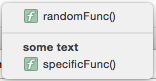 f randomFunc()
some text
f specificFunc()